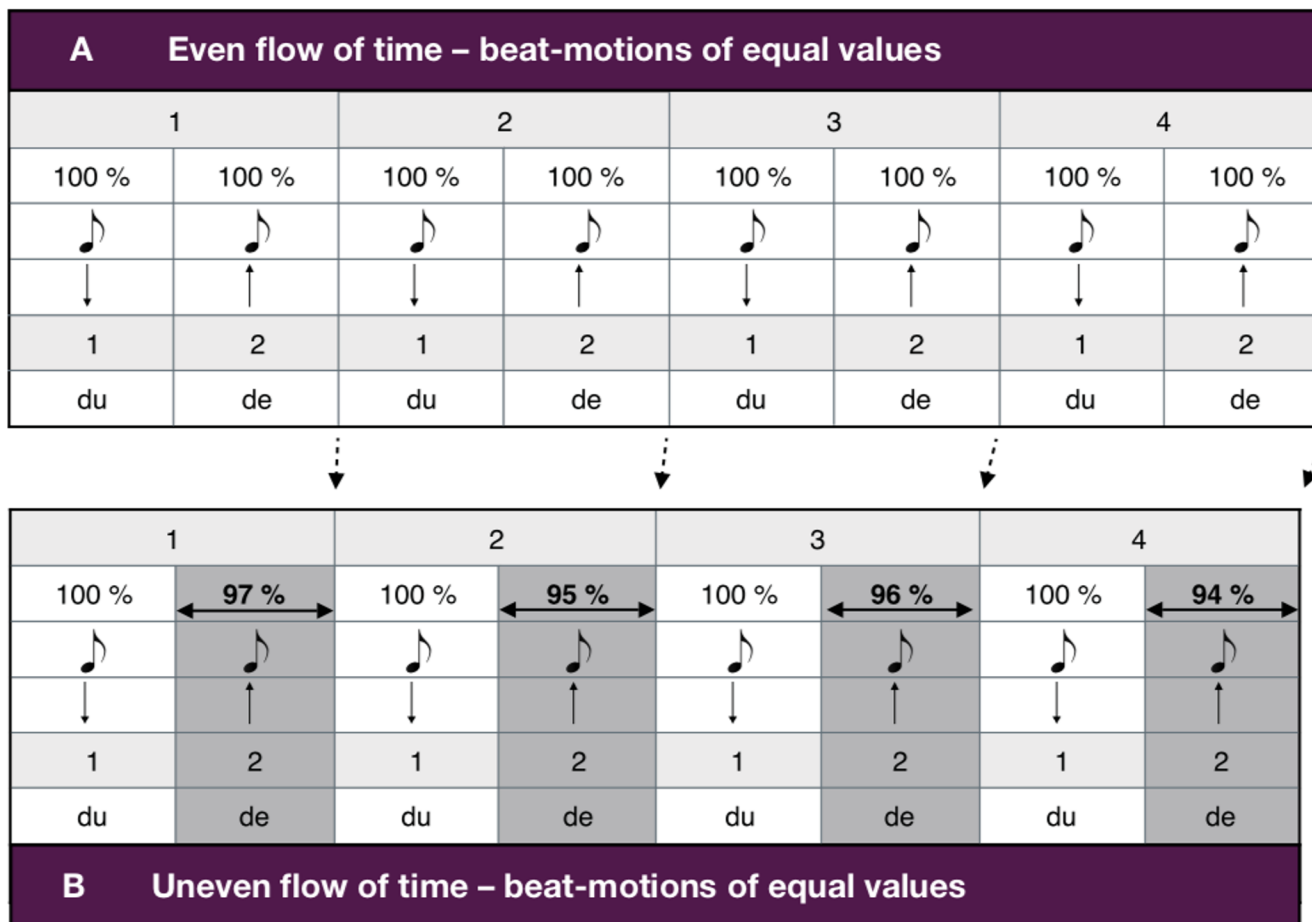 A Even flow of time – beat-motions of equal values
1 2 3 4
100 % 100 % 100 % 100 % 100 % 100 % 100 % 100 %
1 2 1 2 1 2 1 2
du de du de du de du de
1 2 3 4
100 % 97 % 100 % 95 % 100 % 96 % 100 % 94 %
1 2 1 2 1 2 1 2
du de du de du de du de
B Uneven flow of time – beat-motions of equal values